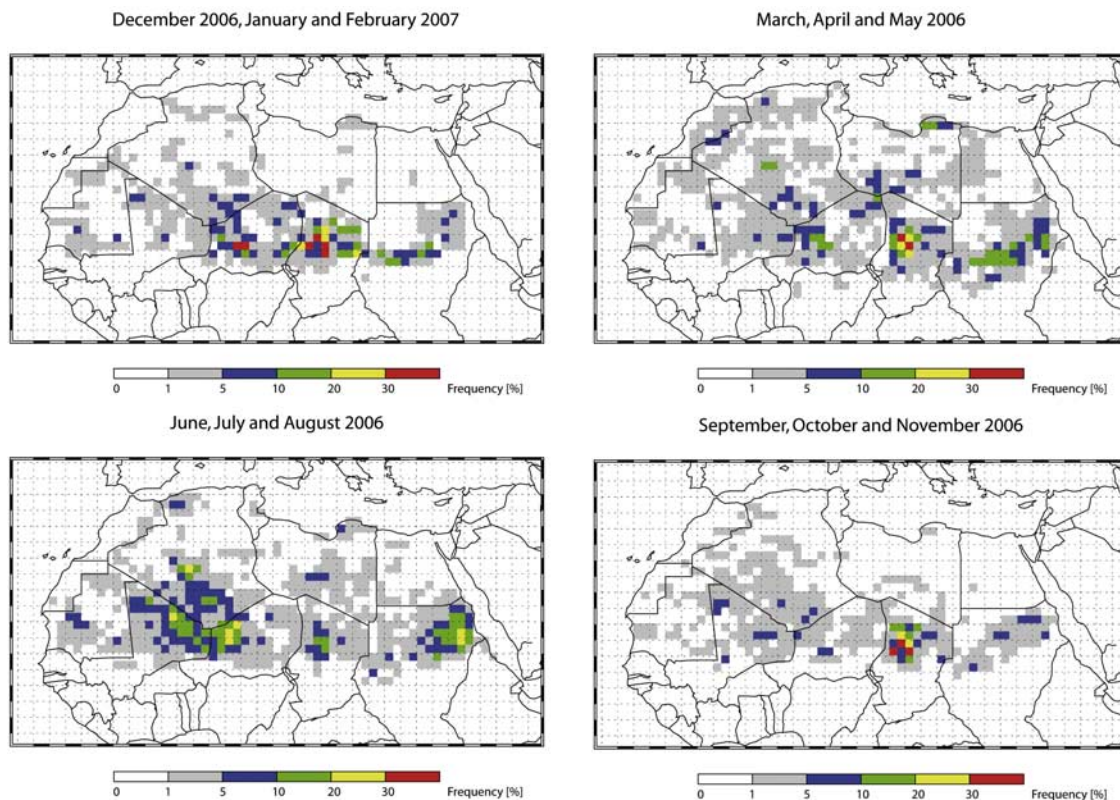 December 2006, January and February 2007
March, April and May 2006
0 1 5 10 20 30 Frequency [%]
0 1 5 10 20 30 Frequency [%]
June, July and August 2006
September, October and November 2006
0 1 5 10 20 30 Frequency [%]
0 1 5 10 20 30 Frequency [%]